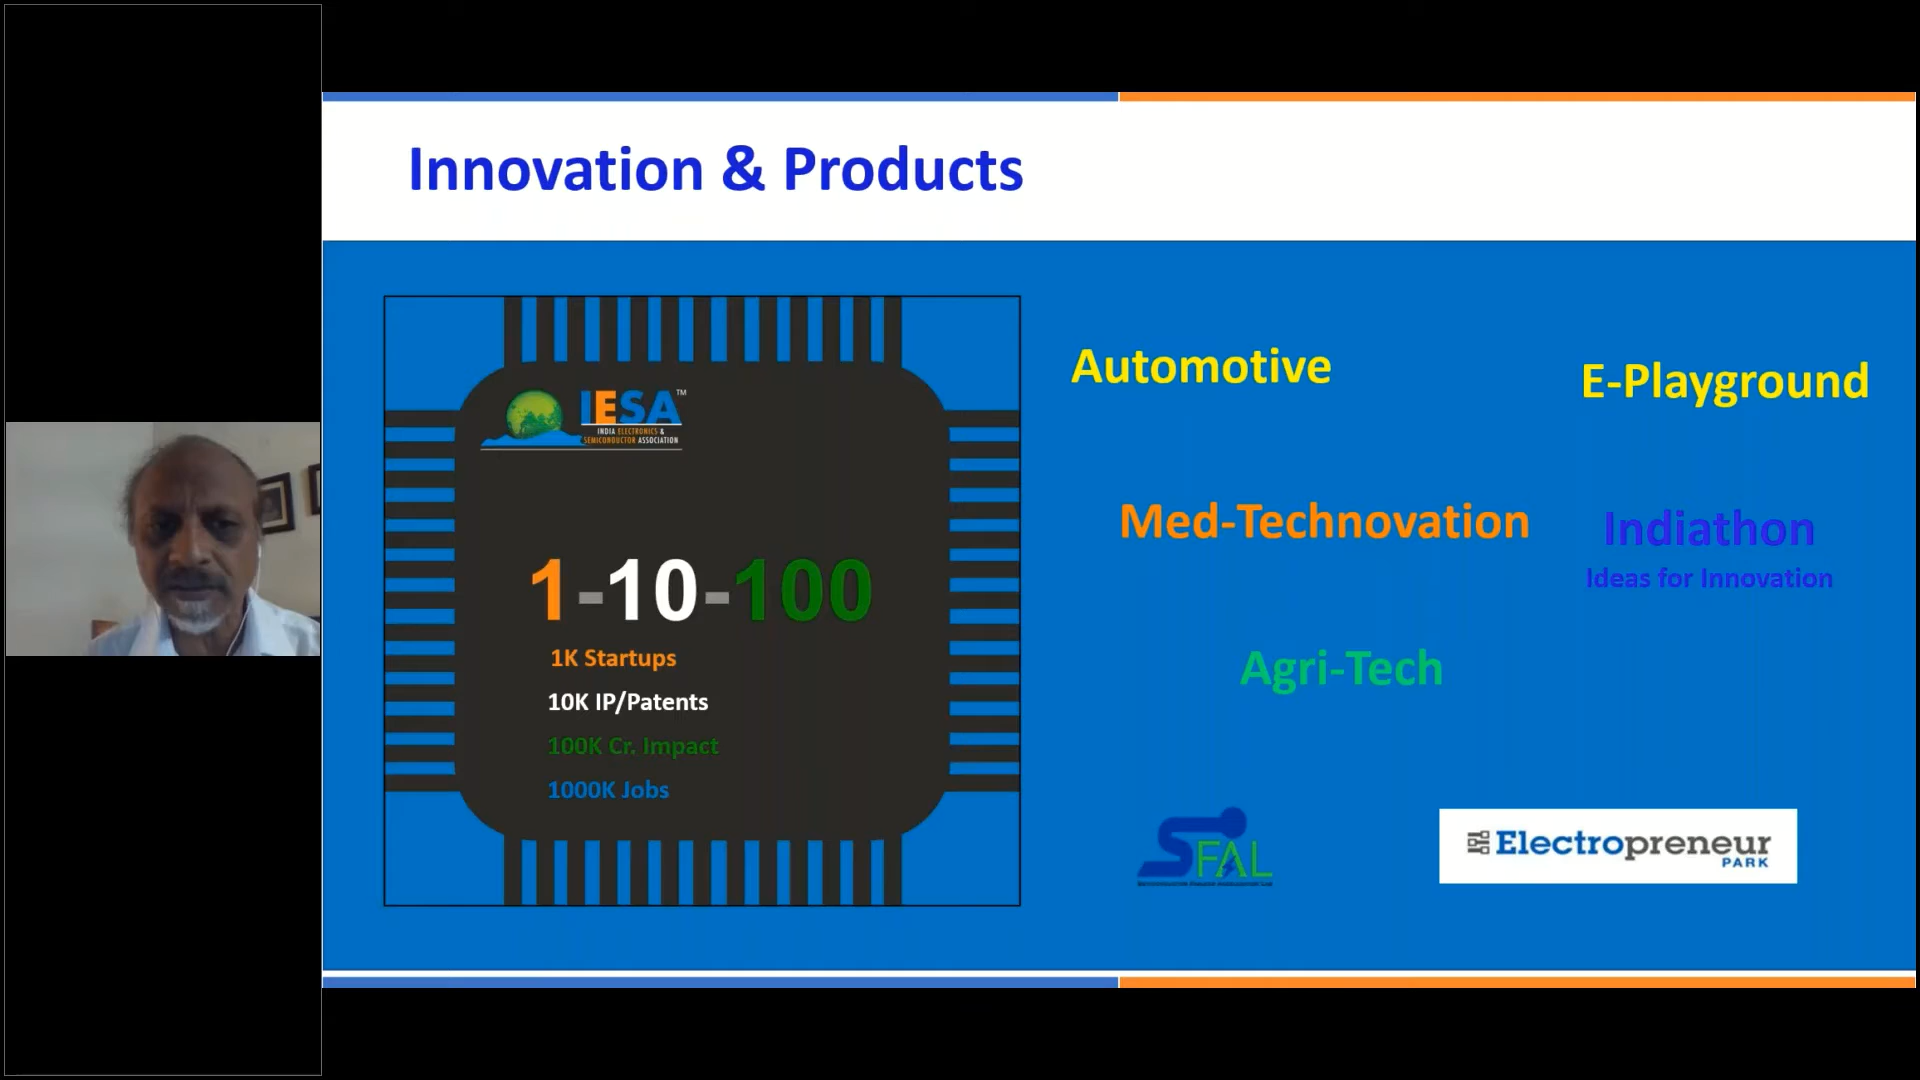 Innovation & Products
IESA™
INDIA ELECTRONICS &
SEMICONDUCTOR ASSOCIATION
1-10-100
1K Startups
10K IP/Patents
100K Cr. Impact
1000K Jobs
Automotive
E-Playground
Med-Technovation
Indiathon
Ideas for Innovation
Agri-Tech
SFAL
Electropreneur
PARK